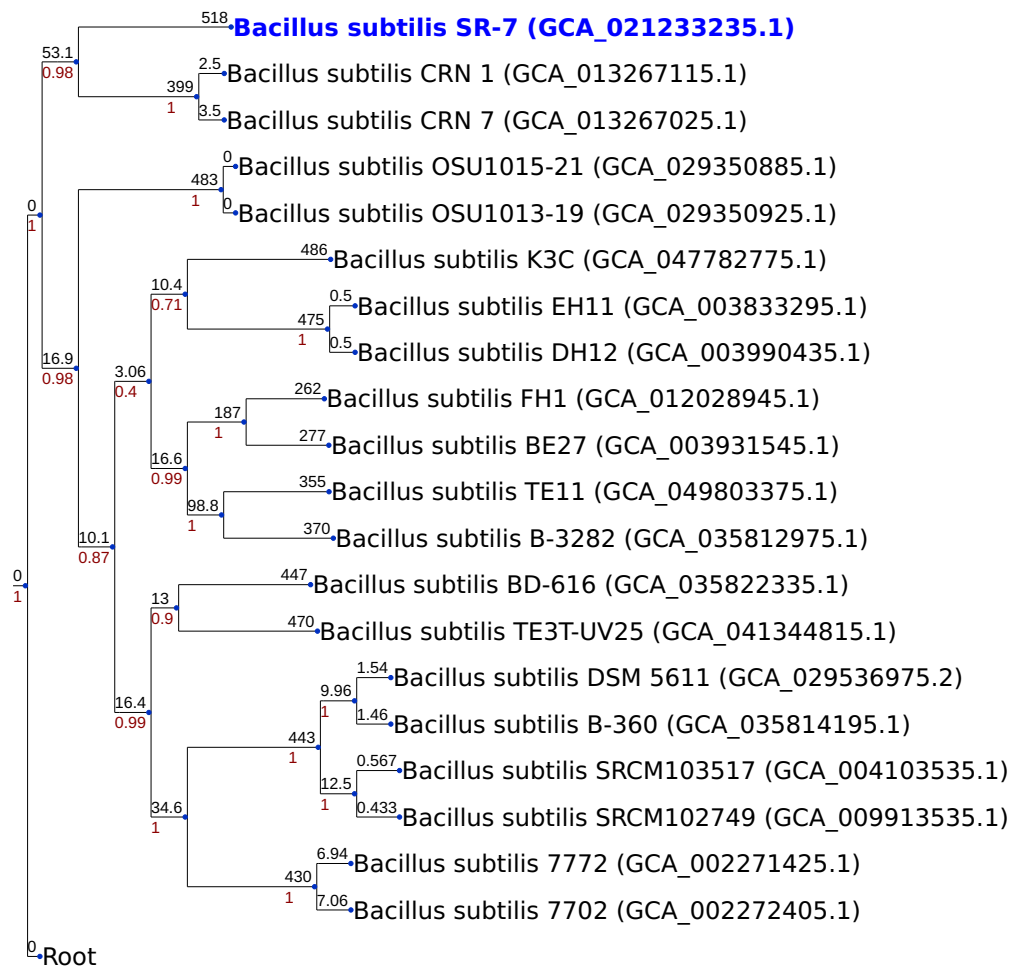 518
Bacillus subtilis SR-7 (GCA_021233235.1)
53.1
0.98
2.5
Bacillus subtilis CRN 1 (GCA_013267115.1)
399
1
3.5
Bacillus subtilis CRN 7 (GCA_013267025.1)
0
Bacillus subtilis OSU1015-21 (GCA_029350885.1)
483
1
0
Bacillus subtilis OSU1013-19 (GCA_029350925.1)
0
1
486
Bacillus subtilis K3C (GCA_047782775.1)
10.4
0.71
0.5
Bacillus subtilis EH11 (GCA_003833295.1)
475
1
0.5
Bacillus subtilis DH12 (GCA_003990435.1)
16.9
0.98
3.06
0.4
262
Bacillus subtilis FH1 (GCA_012028945.1)
187
1
277
Bacillus subtilis BE27 (GCA_003931545.1)
16.6
0.99
355
Bacillus subtilis TE11 (GCA_049803375.1)
98.8
1
370
Bacillus subtilis B-3282 (GCA_035812975.1)
10.1
0.87
0
1
447
Bacillus subtilis BD-616 (GCA_035822335.1)
13
0.9
470
Bacillus subtilis TE3T-UV25 (GCA_041344815.1)
1.54
Bacillus subtilis DSM 5611 (GCA_029536975.2)
9.96
1
16.4
0.99
1.46
Bacillus subtilis B-360 (GCA_035814195.1)
443
1
0.567
Bacillus subtilis SRCM103517 (GCA_004103535.1)
12.5
1
0.433
Bacillus subtilis SRCM102749 (GCA_009913535.1)
34.6
1
6.94
Bacillus subtilis 7772 (GCA_002271425.1)
430
1
7.06
Bacillus subtilis 7702 (GCA_002272405.1)
0
Root